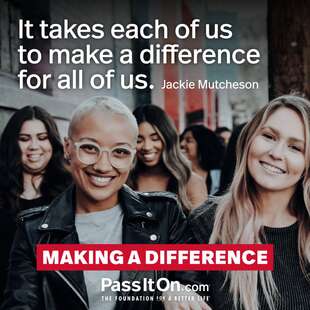 It takes each of us
to make a difference
for all of us. Jackie Mutcheson
MAKING A DIFFERENCE
PassItOn.com
THE FOUNDATION FOR A BETTER LIFE